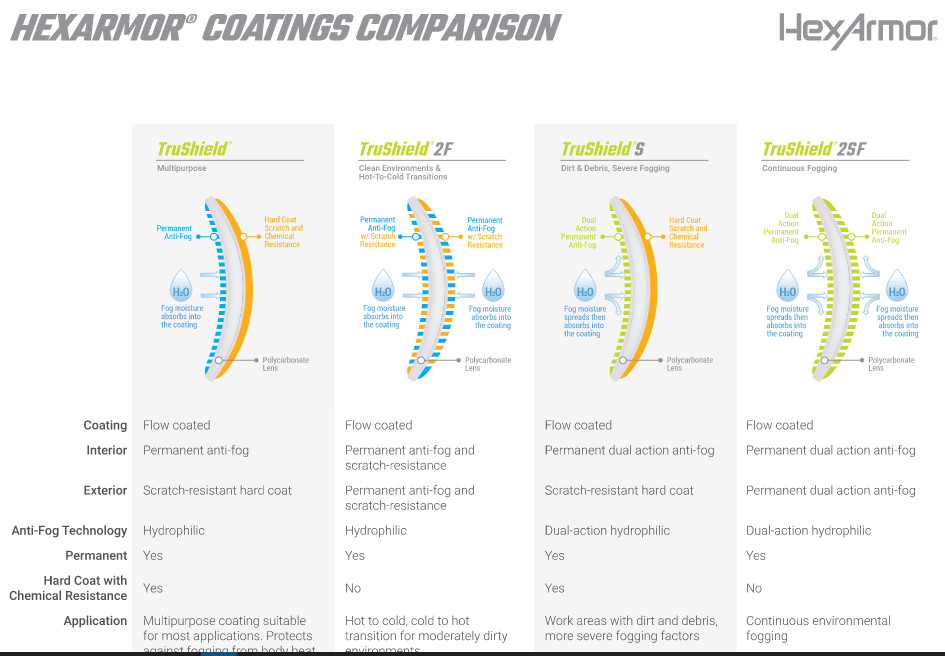 HEXARMOR® COATINGS COMPARISON
HexArmor®
TruShield®
Multipurpose
Permanent
Anti-Fog
Hard Coat
Scratch and
Chemical
Resistance
H₂O
Fog moisture
absorbs into
the coating
Polycarbonate
Lens
TruShield® 2F
Clean Environments &
Hot-To-Cold Transitions
Permanent
Anti-Fog
w/ Scratch
Resistance
Permanent
Anti-Fog
w/ Scratch
Resistance
H₂O
H₂O
Fog moisture
absorbs into
the coating
Fog moisture
absorbs into
the coating
Polycarbonate
Lens
TruShield® S
Dirt & Debris, Severe Fogging
Dual
Action
Permanent
Anti-Fog
Hard Coat
Scratch and
Chemical
Resistance
H₂O
Fog moisture
spreads then
absorbs into
the coating
Polycarbonate
Lens
TruShield® 2SF
Continuous Fogging
Dual
Action
Permanent
Anti-Fog
Dual
Action
Permanent
Anti-Fog
H₂O
H₂O
Fog moisture
spreads then
absorbs into
the coating
Fog moisture
spreads then
absorbs into
the coating
Polycarbonate
Lens
Coating Flow coated Flow coated Flow coated Flow coated
Interior Permanent anti-fog Permanent anti-fog and Permanent dual action anti-fog Permanent dual action anti-fog
scratch-resistance
Exterior Scratch-resistant hard coat Permanent anti-fog and Scratch-resistant hard coat Permanent dual action anti-fog
scratch-resistance
Anti-Fog Technology Hydrophilic Hydrophilic Dual-action hydrophilic Dual-action hydrophilic
Permanent Yes Yes Yes Yes
Hard Coat with
Chemical Resistance Yes No Yes No
Application Multipurpose coating suitable Hot to cold, cold to hot Work areas with dirt and debris, Continuous environmental
for most applications. Protects transition for moderately dirty more severe fogging factors fogging
against fogging from body heat environments